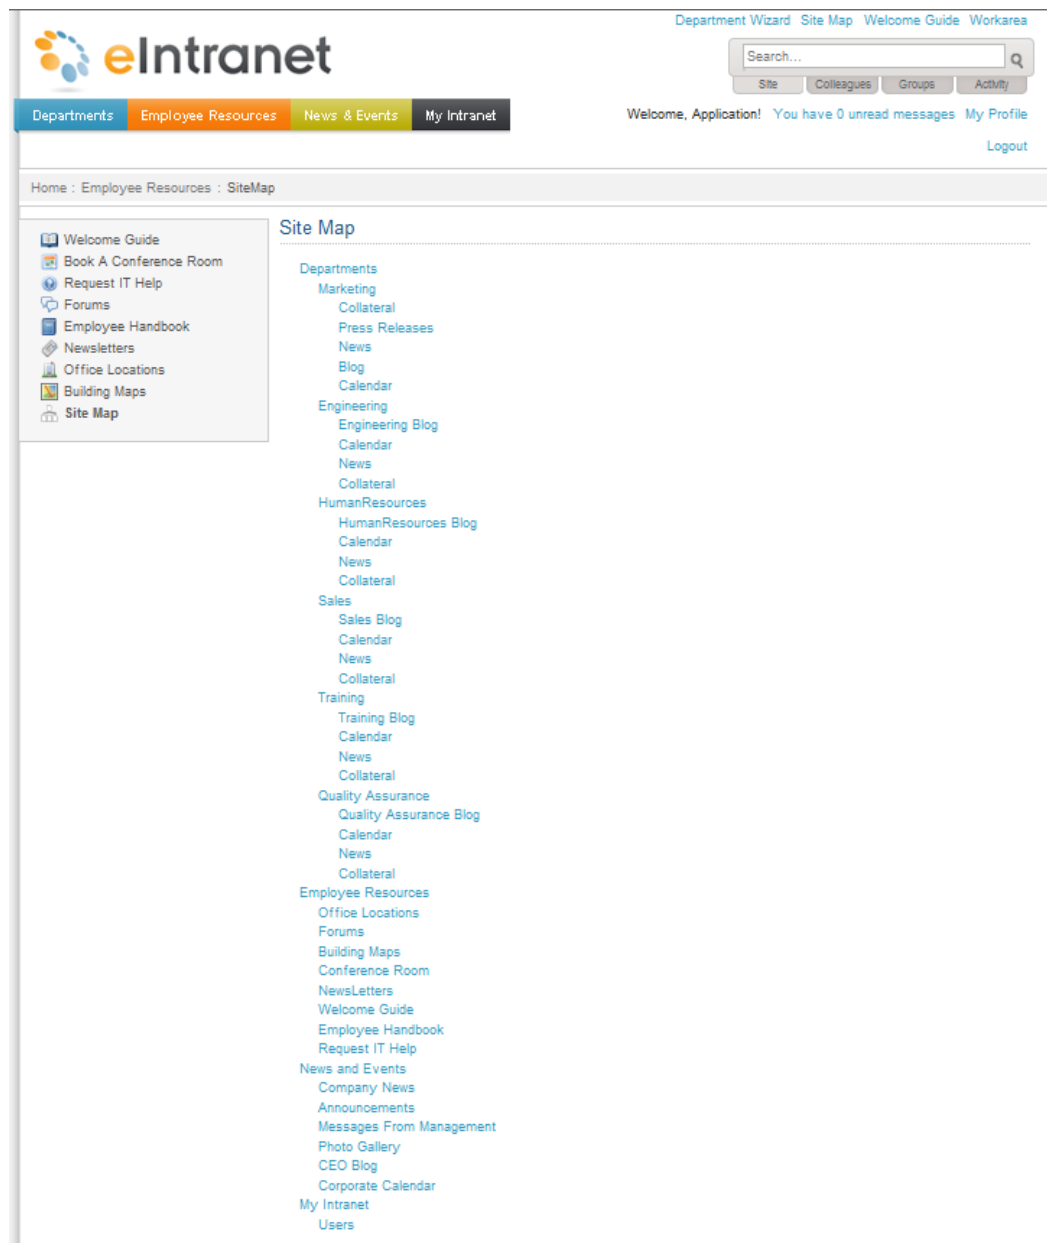 Department Wizard Site Map Welcome Guide Workarea
eIntranet
Search...
Site Colleagues Groups Activity
Departments Employee Resources News & Events My Intranet
Welcome, Application! You have 0 unread messages My Profile
Logout
Home : Employee Resources : SiteMap
Welcome Guide
Book A Conference Room
Request IT Help
Forums
Employee Handbook
Newsletters
Office Locations
Building Maps
Site Map
Site Map
Departments
Marketing
Collateral
Press Releases
News
Blog
Calendar
Engineering
Engineering Blog
Calendar
News
Collateral
HumanResources
HumanResources Blog
Calendar
News
Collateral
Sales
Sales Blog
Calendar
News
Collateral
Training
Training Blog
Calendar
News
Collateral
Quality Assurance
Quality Assurance Blog
Calendar
News
Collateral
Employee Resources
Office Locations
Forums
Building Maps
Conference Room
NewsLetters
Welcome Guide
Employee Handbook
Request IT Help
News and Events
Company News
Announcements
Messages From Management
Photo Gallery
CEO Blog
Corporate Calendar
My Intranet
Users